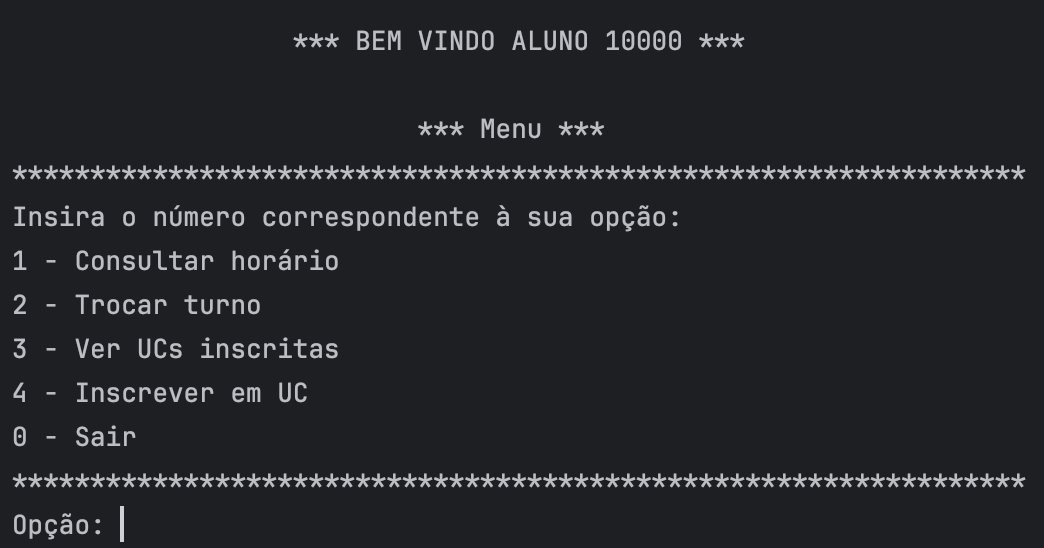 *** BEM VINDO ALUNO 10000 ***
*** Menu ***
*****************************************************************
Insira o número correspondente à sua opção:
1 - Consultar horário
2 - Trocar turno
3 - Ver UCs inscritas
4 - Inscrever em UC
0 - Sair
*****************************************************************
Opção: